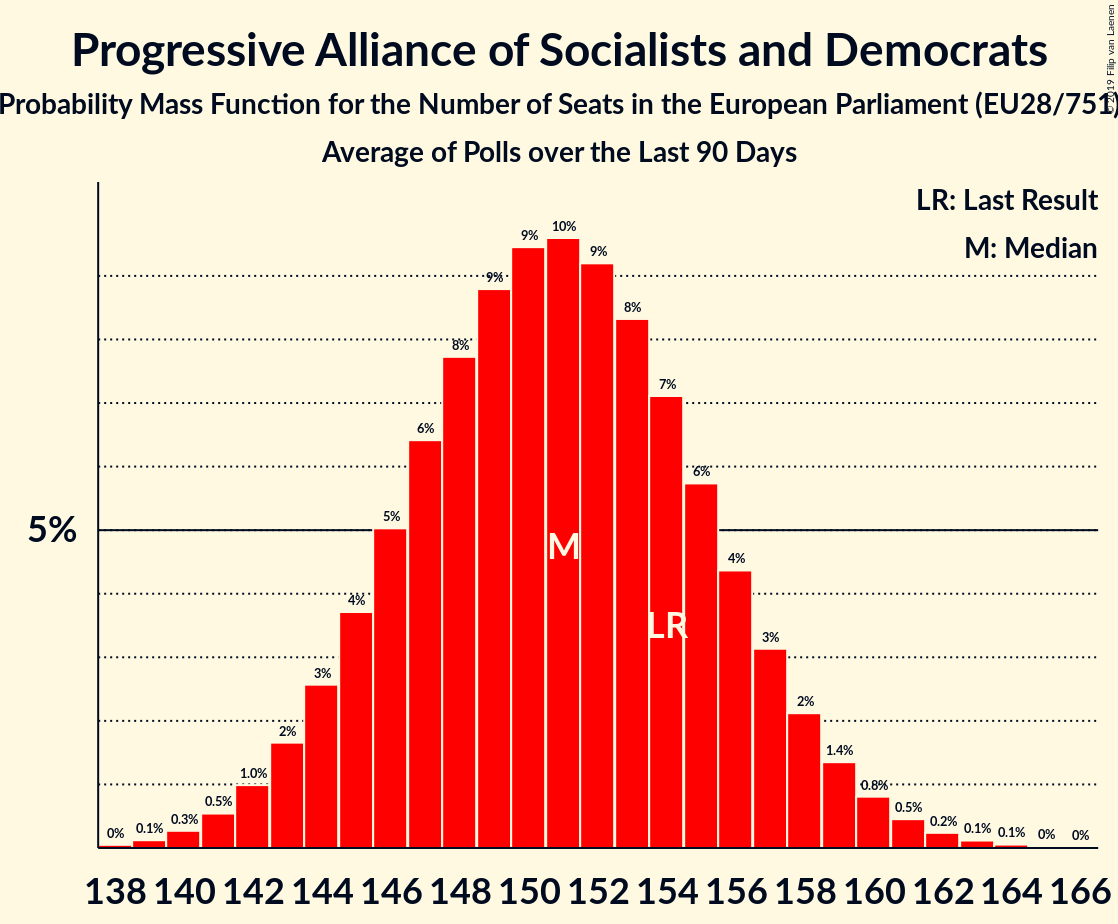 Progressive Alliance of Socialists and Democrats
Probability Mass Function for the Number of Seats in the European Parliament (EU28/751)
Average of Polls over the Last 90 Days
© 2019 Filip van Laenen
LR: Last Result
M: Median
5%
0% 0.1% 0.3% 0.5% 1.0% 2% 3% 4% 5% 6% 8% 9% 9% 10% 9% 8% 7% 6% 4% 3% 2% 1.4% 0.8% 0.5% 0.2% 0.1% 0.1% 0% 0%
M
LR
138 140 142 144 146 148 150 152 154 156 158 160 162 164 166